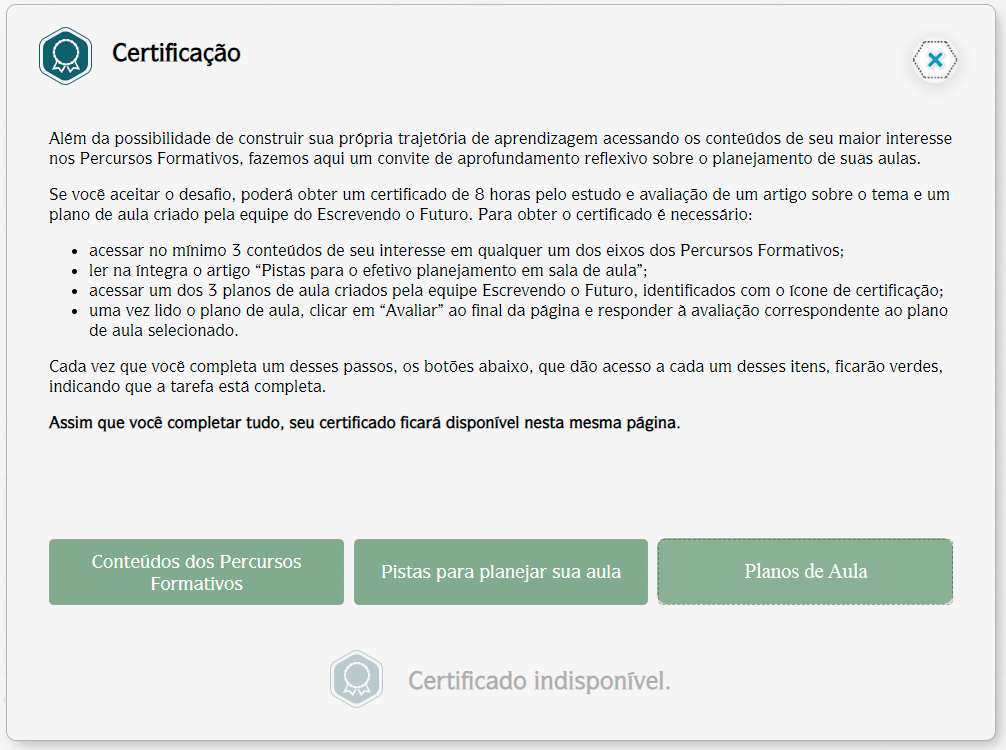 Certificação
Além da possibilidade de construir sua própria trajetória de aprendizagem acessando os conteúdos de seu maior interesse
nos Percursos Formativos, fazemos aqui um convite de aprofundamento reflexivo sobre o planejamento de suas aulas.
Se você aceitar o desafio, poderá obter um certificado de 8 horas pelo estudo e avaliação de um artigo sobre o tema e um
plano de aula criado pela equipe do Escrevendo o Futuro. Para obter o certificado é necessário:
• acessar no mínimo 3 conteúdos de seu interesse em qualquer um dos eixos dos Percursos Formativos;
• ler na íntegra o artigo “Pistas para o efetivo planejamento em sala de aula”;
• acessar um dos 3 planos de aula criados pela equipe Escrevendo o Futuro, identificados com o ícone de certificação;
• uma vez lido o plano de aula, clicar em “Avaliar” ao final da página e responder à avaliação correspondente ao plano
de aula selecionado.
Cada vez que você completa um desses passos, os botões abaixo, que dão acesso a cada um desses itens, ficarão verdes,
indicando que a tarefa está completa.
Assim que você completar tudo, seu certificado ficará disponível nesta mesma página.
Conteúdos dos Percursos
Formativos
Pistas para planejar sua aula
Planos de Aula
Certificado indisponível.